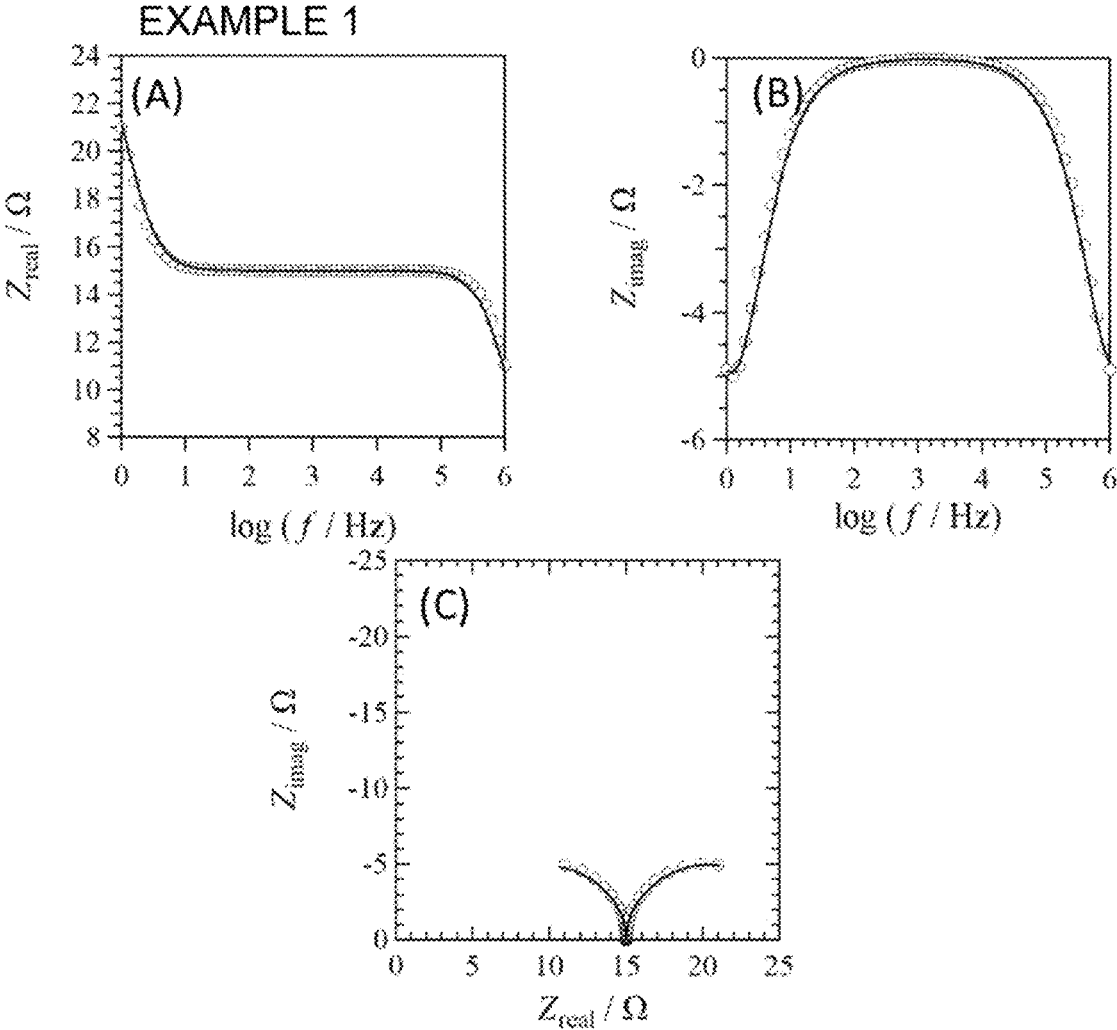 EXAMPLE 1
(A)
24
22
20
18
16
14
12
10
8
Z_real / Ω
0 1 2 3 4 5 6
log (f / Hz)
(B)
0
-2
-4
-6
Z_imag / Ω
0 1 2 3 4 5 6
log (f / Hz)
(C)
-25
-20
-15
-10
-5
0
Z_imag / Ω
0 5 10 15 20 25
Z_real / Ω